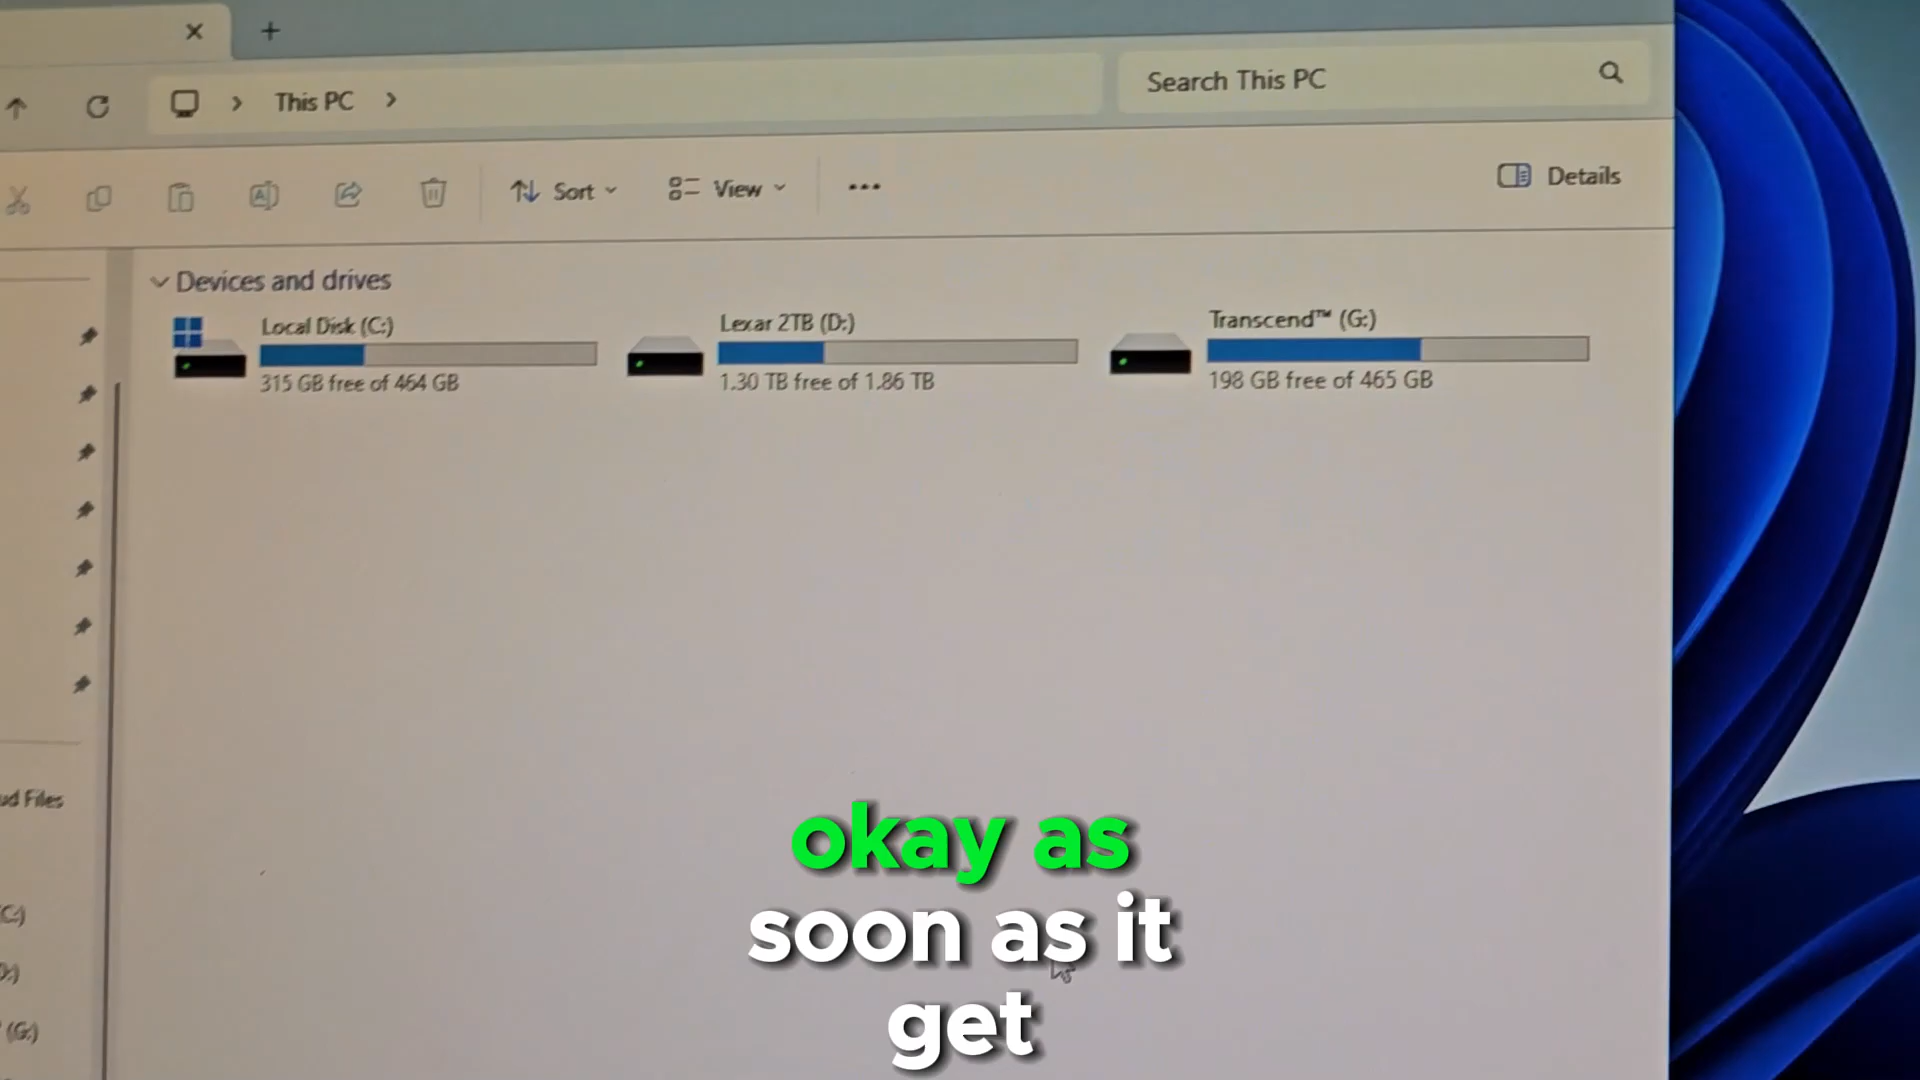 This PC
Search This PC
Sort
View
Details
Devices and drives
Local Disk (C:)
315 GB free of 464 GB
Lexar 2TB (D:)
1.30 TB free of 1.86 TB
Transcend™ (G:)
198 GB free of 465 GB
ud Files
C:)
:)
(G:)
okay as
soon as it
get